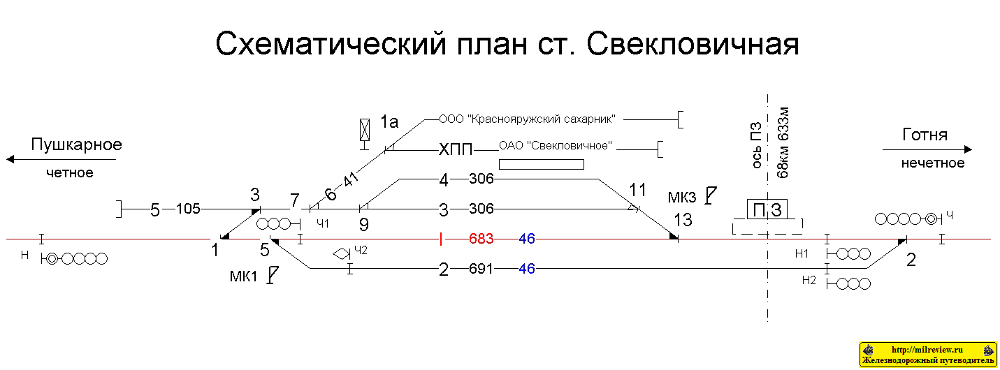 Схематический план ст. Свекловичная
1а
ООО "Краснояружский сахарник"
ось ПЗ
68км 633м
Пушкарное
четное
ХПП
ОАО "Свекловичное"
Готня
нечетное
6 41
4 306
5 105
3
7
9
3 306
11
МК3
13
П З
Ч1
Ч
Н
1
5
I 683 46
Н1
МК1
Ч2
2 691 46
Н2
2
http://milreview.ru
Железнодорожный путеводитель